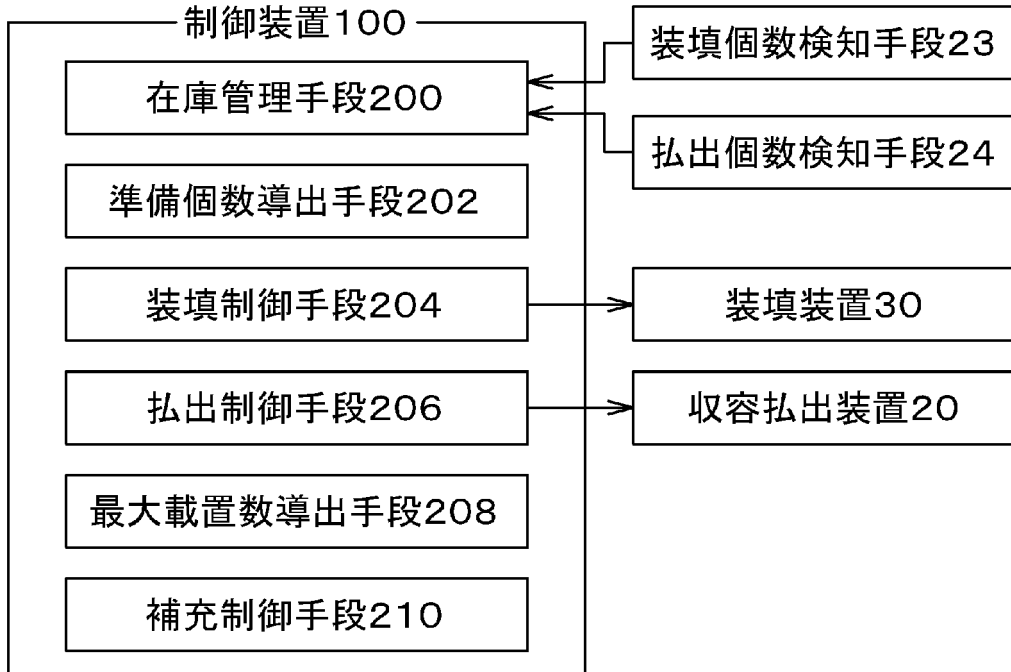 制御装置100
在庫管理手段200
準備個数導出手段202
装填制御手段204
払出制御手段206
最大載置数導出手段208
補充制御手段210
装填個数検知手段23
払出個数検知手段24
装填装置30
収容払出装置20